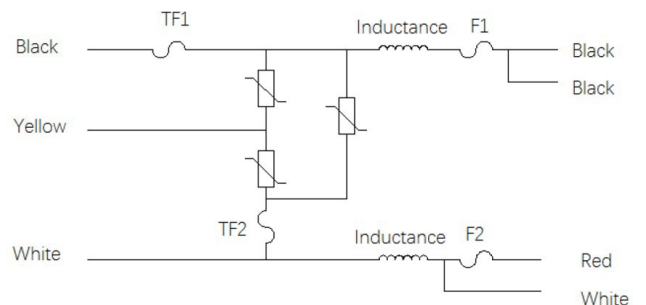 TF1
Inductance F1
Black Black
Black
Yellow
TF2
Inductance F2
White Red
White